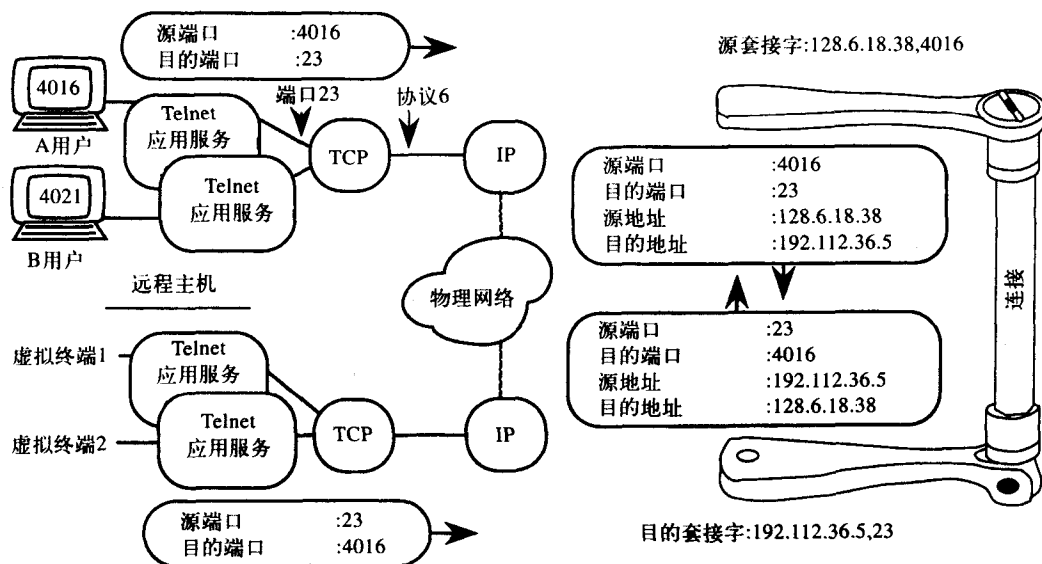 源端口 :4016
目的端口 :23
4016
A用户
Telnet
应用服务
端口23
协议6
TCP
IP
4021
B用户
Telnet
应用服务
物理网络
远程主机
虚拟终端1
Telnet
应用服务
虚拟终端2
Telnet
应用服务
TCP
IP
源端口 :23
目的端口 :4016
源套接字:128.6.18.38,4016
源端口 :4016
目的端口 :23
源地址 :128.6.18.38
目的地址 :192.112.36.5
连接
源端口 :23
目的端口 :4016
源地址 :192.112.36.5
目的地址 :128.6.18.38
目的套接字:192.112.36.5,23